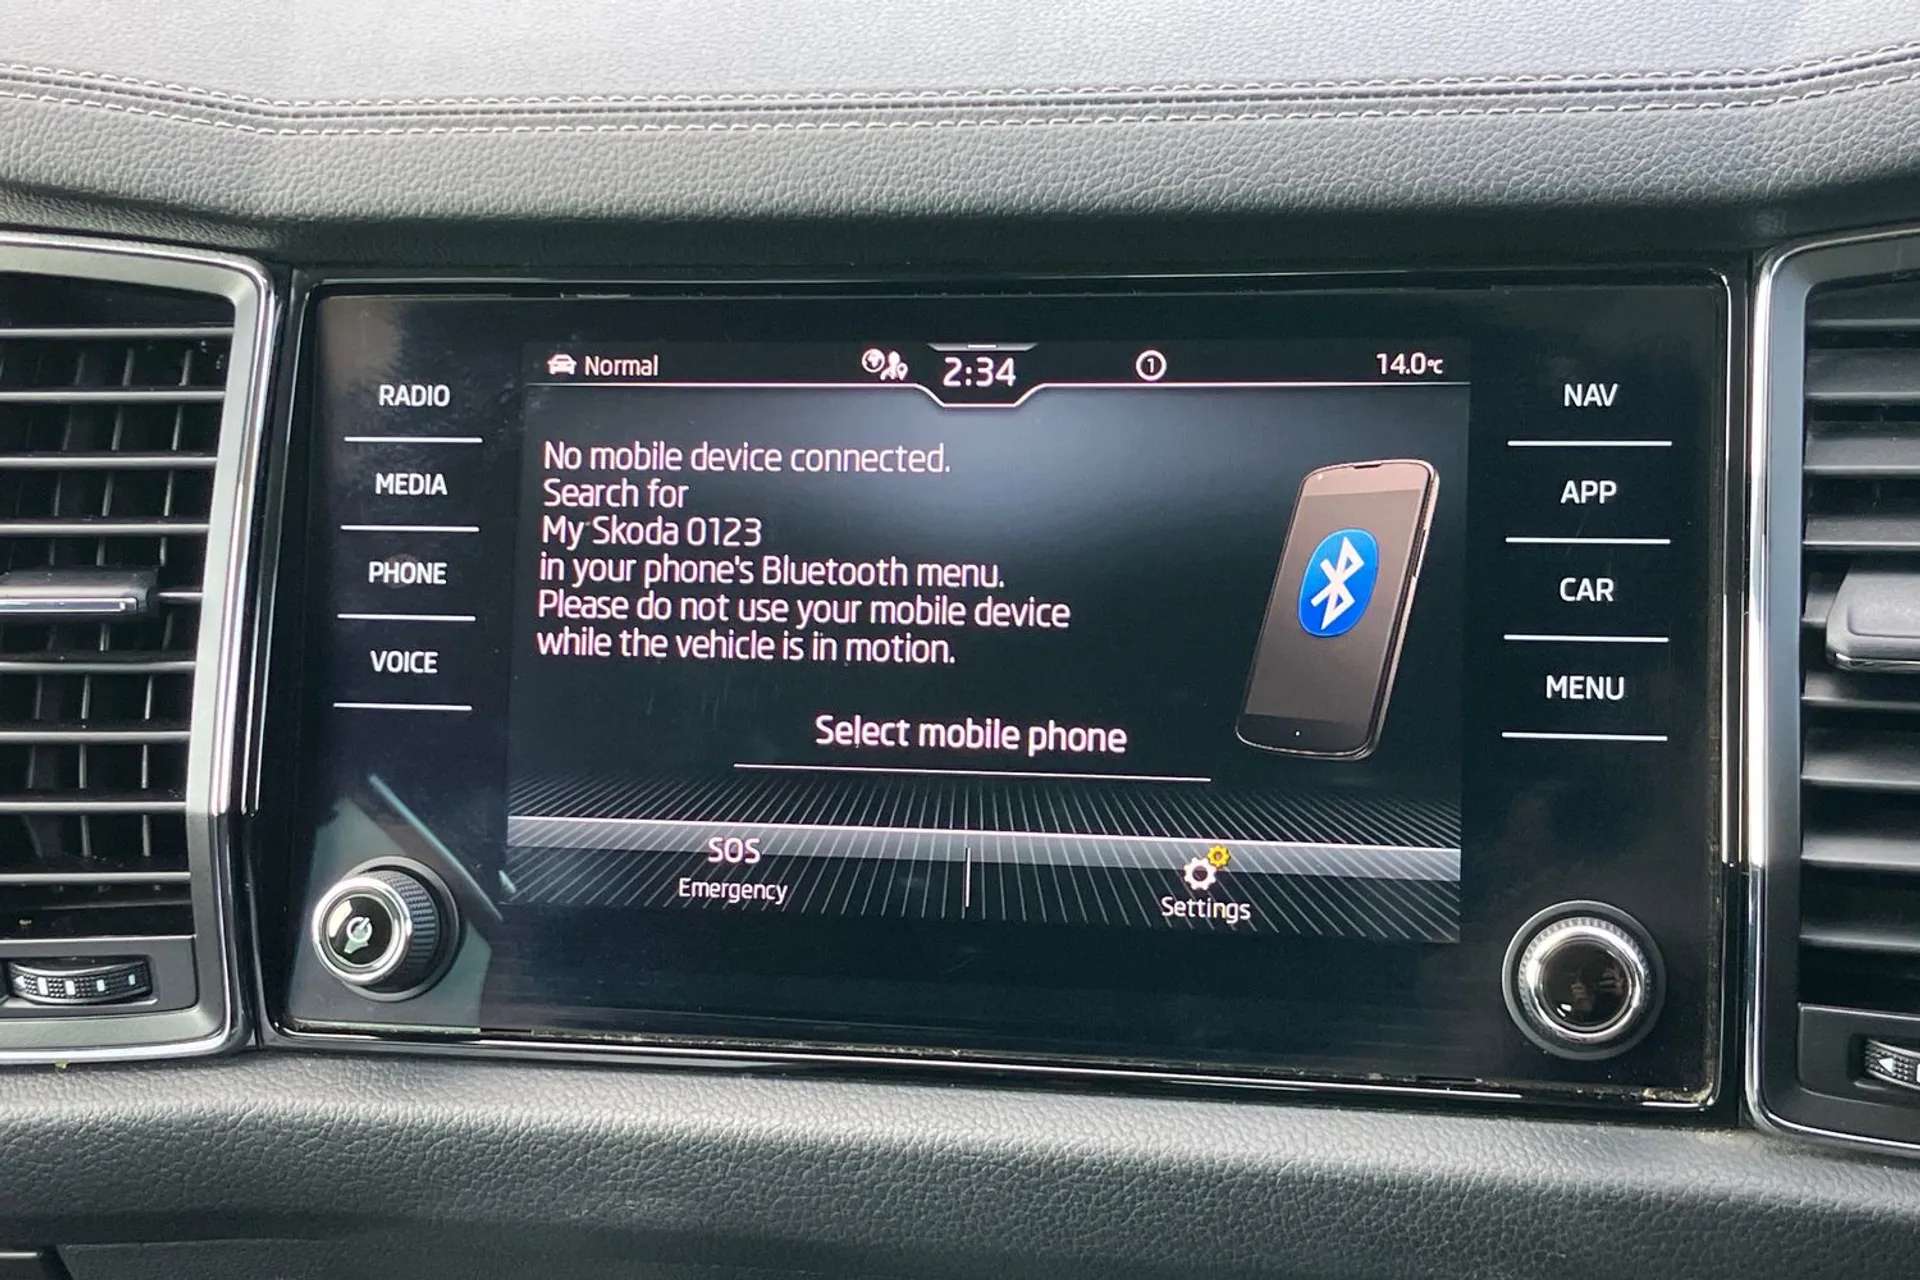 Normal
2:34
1
14.0°C
RADIO
MEDIA
PHONE
VOICE
No mobile device connected.
Search for
My Skoda 0123
in your phone's Bluetooth menu.
Please do not use your mobile device
while the vehicle is in motion.
Select mobile phone
SOS
Emergency
Settings
NAV
APP
CAR
MENU